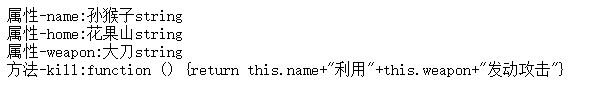 属性-name:孙猴子string
属性-home:花果山string
属性-weapon:大刀string
方法-kill:function () {return this.name+"利用"+this.weapon+"发动攻击"}